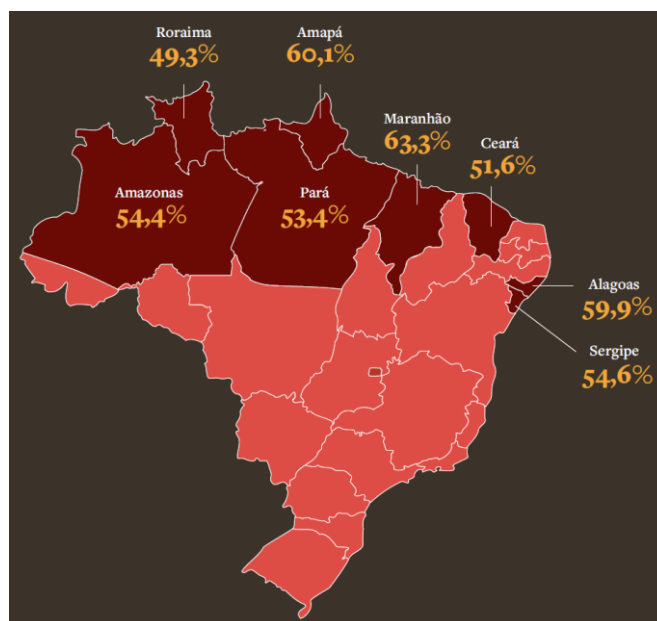 Roraima
49,3%
Amapá
60,1%
Maranhão
63,3%
Ceará
51,6%
Amazonas
54,4%
Pará
53,4%
Alagoas
59,9%
Sergipe
54,6%